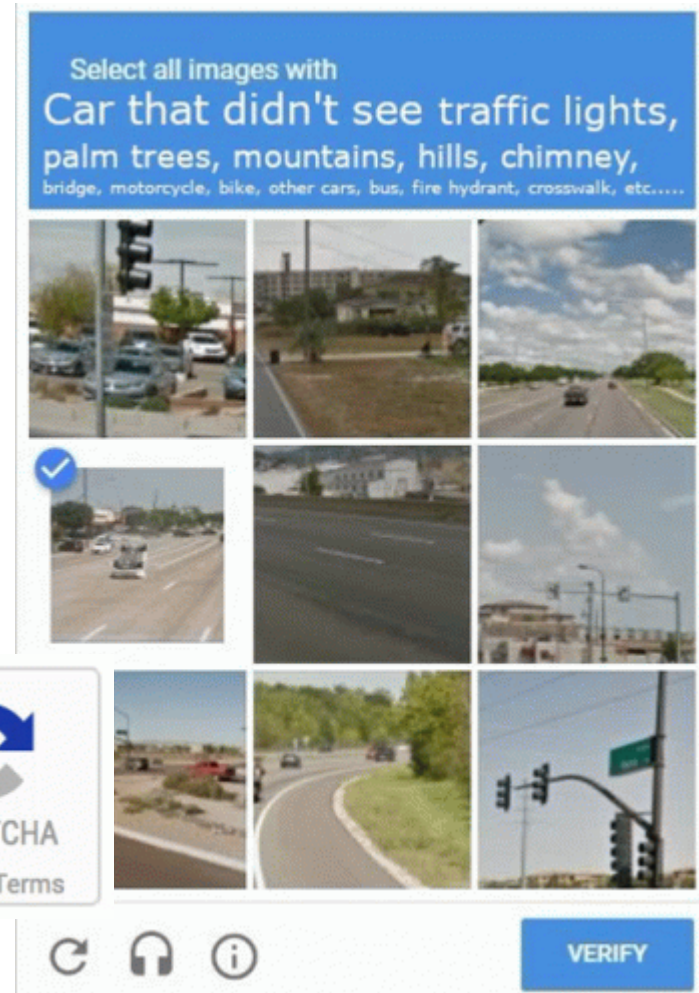 Select all images with
Car that didn't see traffic lights,
palm trees, mountains, hills, chimney,
bridge, motorcycle, bike, other cars, bus, fire hydrant, crosswalk, etc.....
CHA
Terms
VERIFY